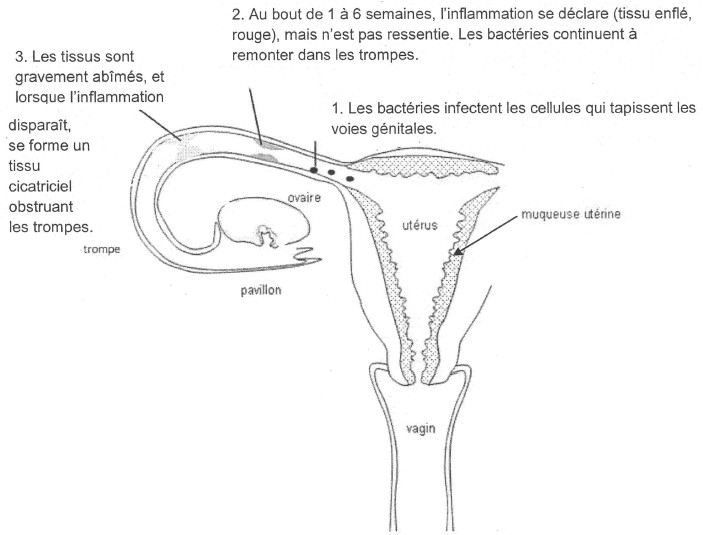 2. Au bout de 1 à 6 semaines, l'inflammation se déclare (tissu enflé,
rouge), mais n'est pas ressentie. Les bactéries continuent à
remonter dans les trompes.
3. Les tissus sont
gravement abîmés, et
lorsque l'inflammation
disparaît,
se forme un
tissu
cicatriciel
obstruant
les trompes.
1. Les bactéries infectent les cellules qui tapissent les
voies génitales.
ovaire
utérus
muqueuse utérine
trompe
pavillon
vagin